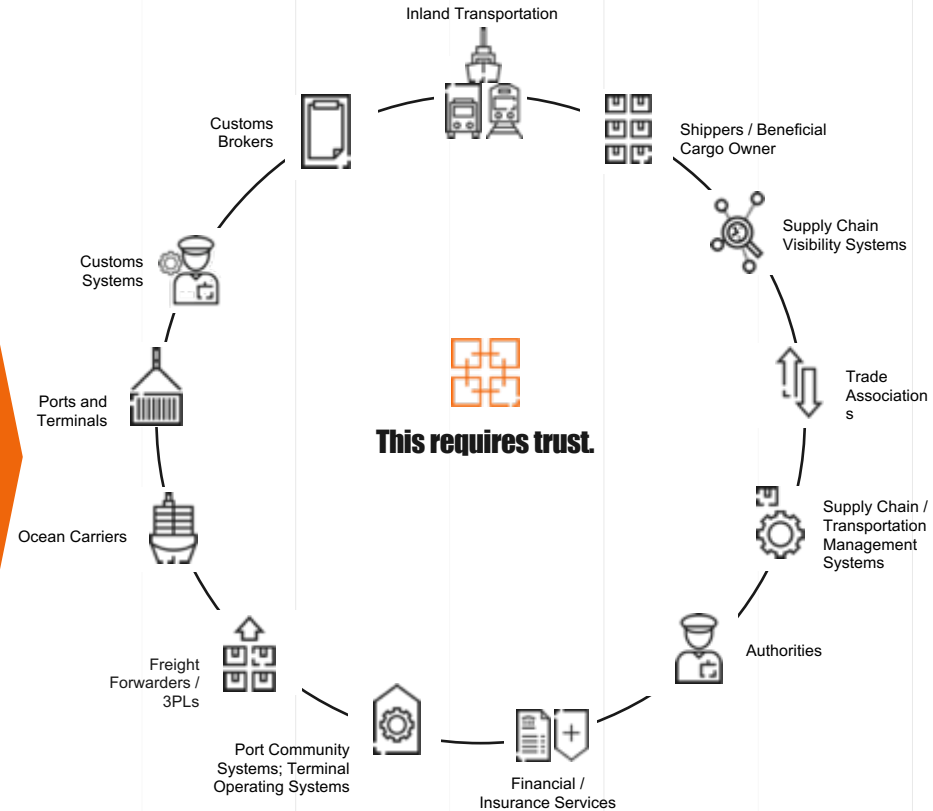 Inland Transportation
Customs
Brokers
Shippers / Beneficial
Cargo Owner
Supply Chain
Visibility Systems
Customs
Systems
Trade
Association
s
Ports and
Terminals
This requires trust.
Supply Chain /
Transportation
Management
Systems
Ocean Carriers
Authorities
Freight
Forwarders /
3PLs
Port Community
Systems; Terminal
Operating Systems
Financial /
Insurance Services